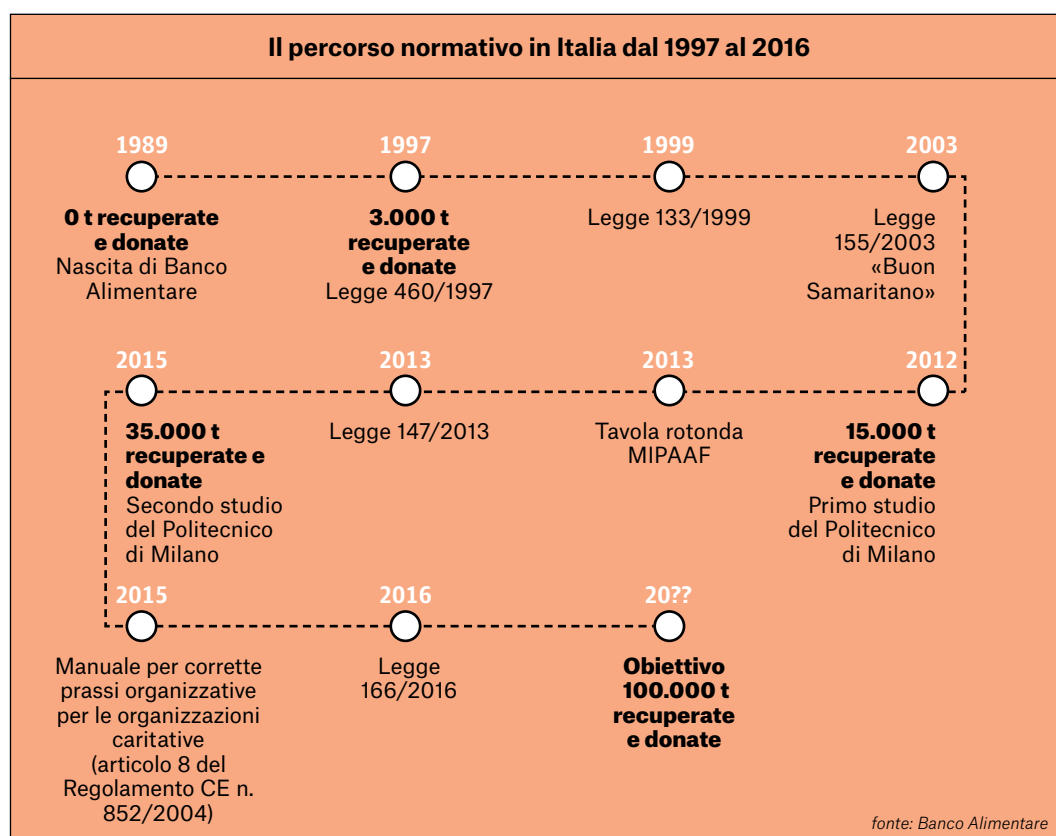 Il percorso normativo in Italia dal 1997 al 2016
1989
0 t recuperate
e donate
Nascita di Banco
Alimentare
1997
3.000 t
recuperate
e donate
Legge 460/1997
1999
Legge 133/1999
2003
Legge
155/2003
«Buon
Samaritano»
2012
15.000 t
recuperate
e donate
Primo studio
del Politecnico
di Milano
2013
Tavola rotonda
MIPAAF
2013
Legge 147/2013
2015
35.000 t
recuperate e
donate
Secondo studio
del Politecnico
di Milano
2015
Manuale per corrette
prassi organizzative
per le organizzazioni
caritative
(articolo 8 del
Regolamento CE n.
852/2004)
2016
Legge
166/2016
20??
Obiettivo
100.000 t
recuperate
e donate
fonte: Banco Alimentare